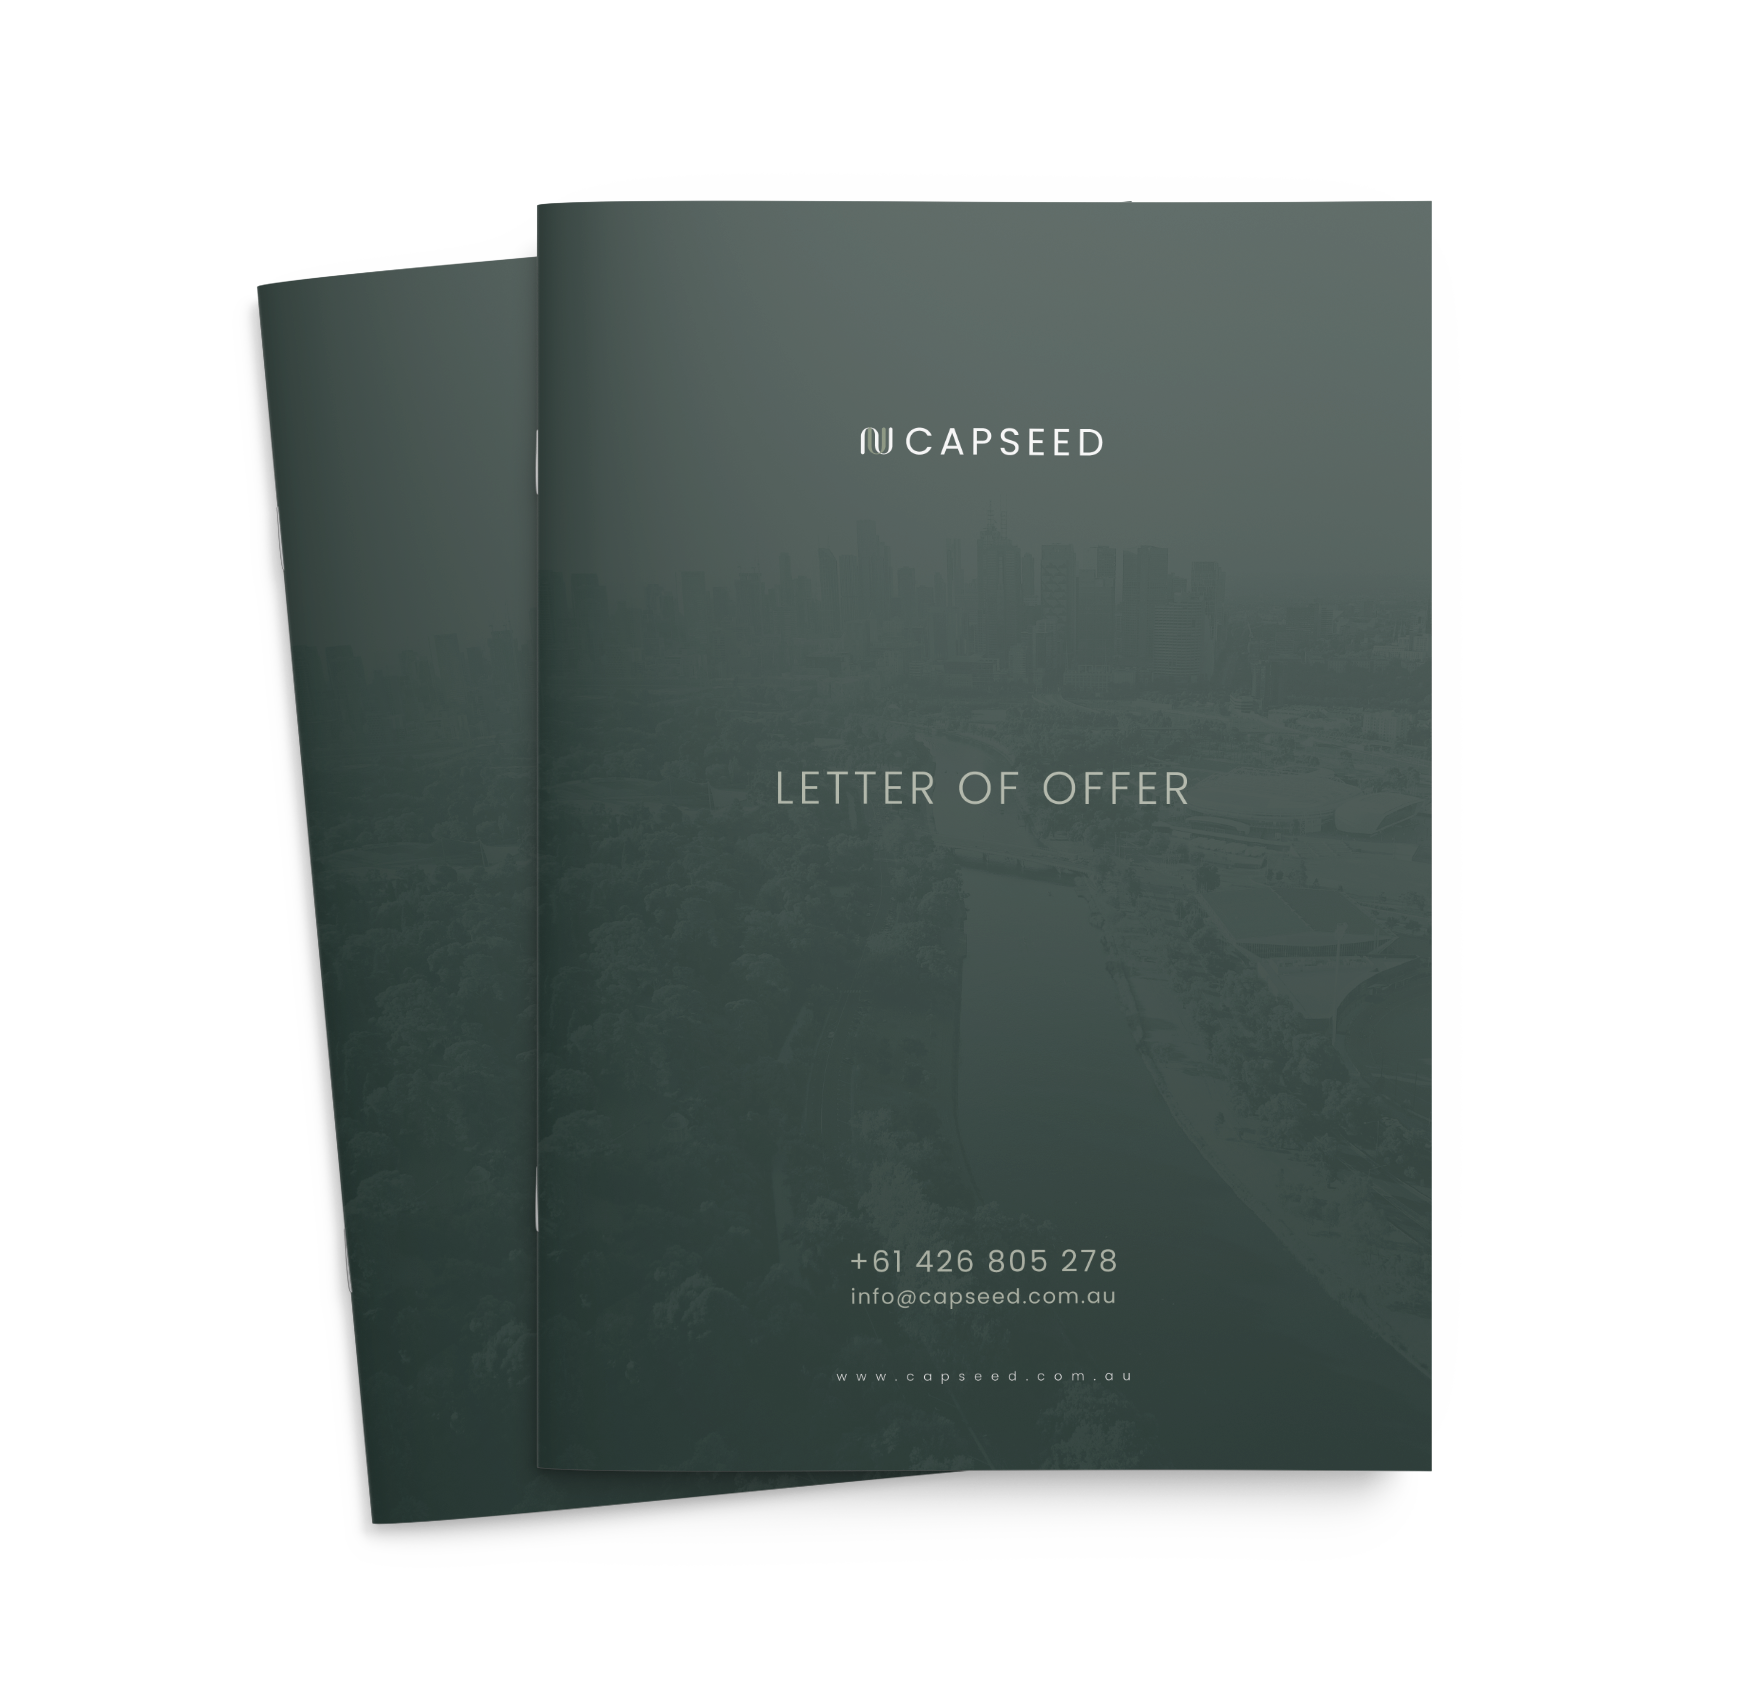 CAPSEED
LETTER OF OFFER
+61 426 805 278
info@capseed.com.au
www.capseed.com.au